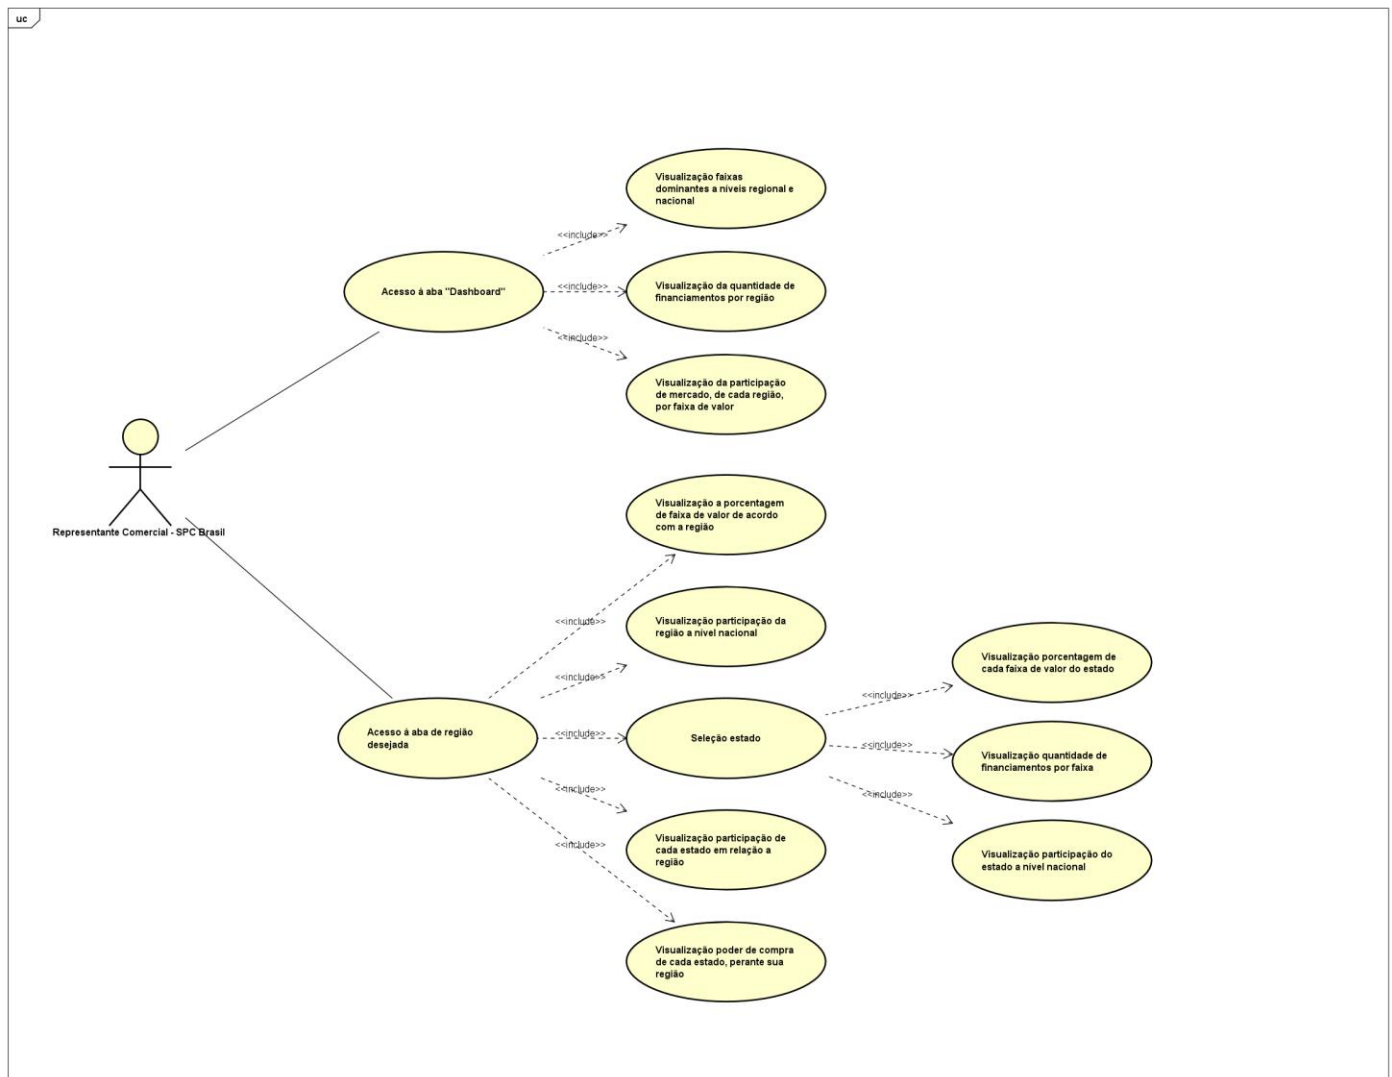 uc
Visualização faixas
dominantes a níveis regional e
nacional
<<include>>
Acesso à aba "Dashboard"
<<include>>
Visualização da quantidade de
financiamentos por região
<<include>>
Visualização da participação
de mercado, de cada região,
por faixa de valor
Representante Comercial - SPC Brasil
Visualização a porcentagem
de faixa de valor de acordo
com a região
<<include>>
Visualização participação da
região a nível nacional
<<include>>
Acesso à aba de região
desejada
<<include>>
Seleção estado
<<include>>
Visualização porcentagem de
cada faixa de valor do estado
<<include>>
Visualização quantidade de
financiamentos por faixa
<<include>>
Visualização participação do
estado a nível nacional
<<include>>
Visualização participação de
cada estado em relação a
região
<<include>>
Visualização poder de compra
de cada estado, perante sua
região